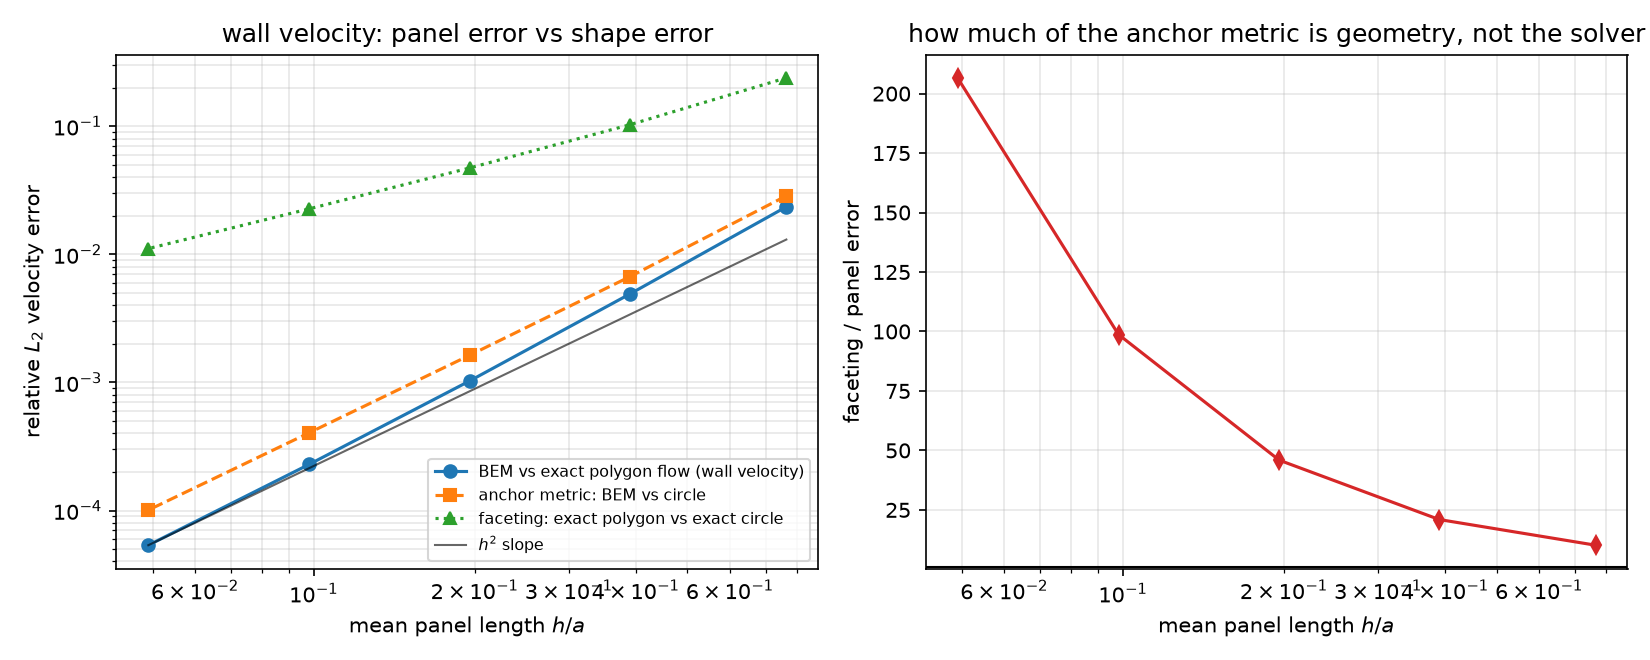 wall velocity: panel error vs shape error
relative L₂ velocity error
10⁻¹
10⁻²
10⁻³
10⁻⁴
BEM vs exact polygon flow (wall velocity)
anchor metric: BEM vs circle
faceting: exact polygon vs exact circle
h² slope
6 × 10⁻²
10⁻¹
2 × 10⁻¹
3 × 10⁻¹
4 × 10⁻¹
6 × 10⁻¹
mean panel length h/a
how much of the anchor metric is geometry, not the solver
faceting / panel error
200
175
150
125
100
75
50
25
6 × 10⁻²
10⁻¹
2 × 10⁻¹
3 × 10⁻¹
4 × 10⁻¹
6 × 10⁻¹
mean panel length h/a